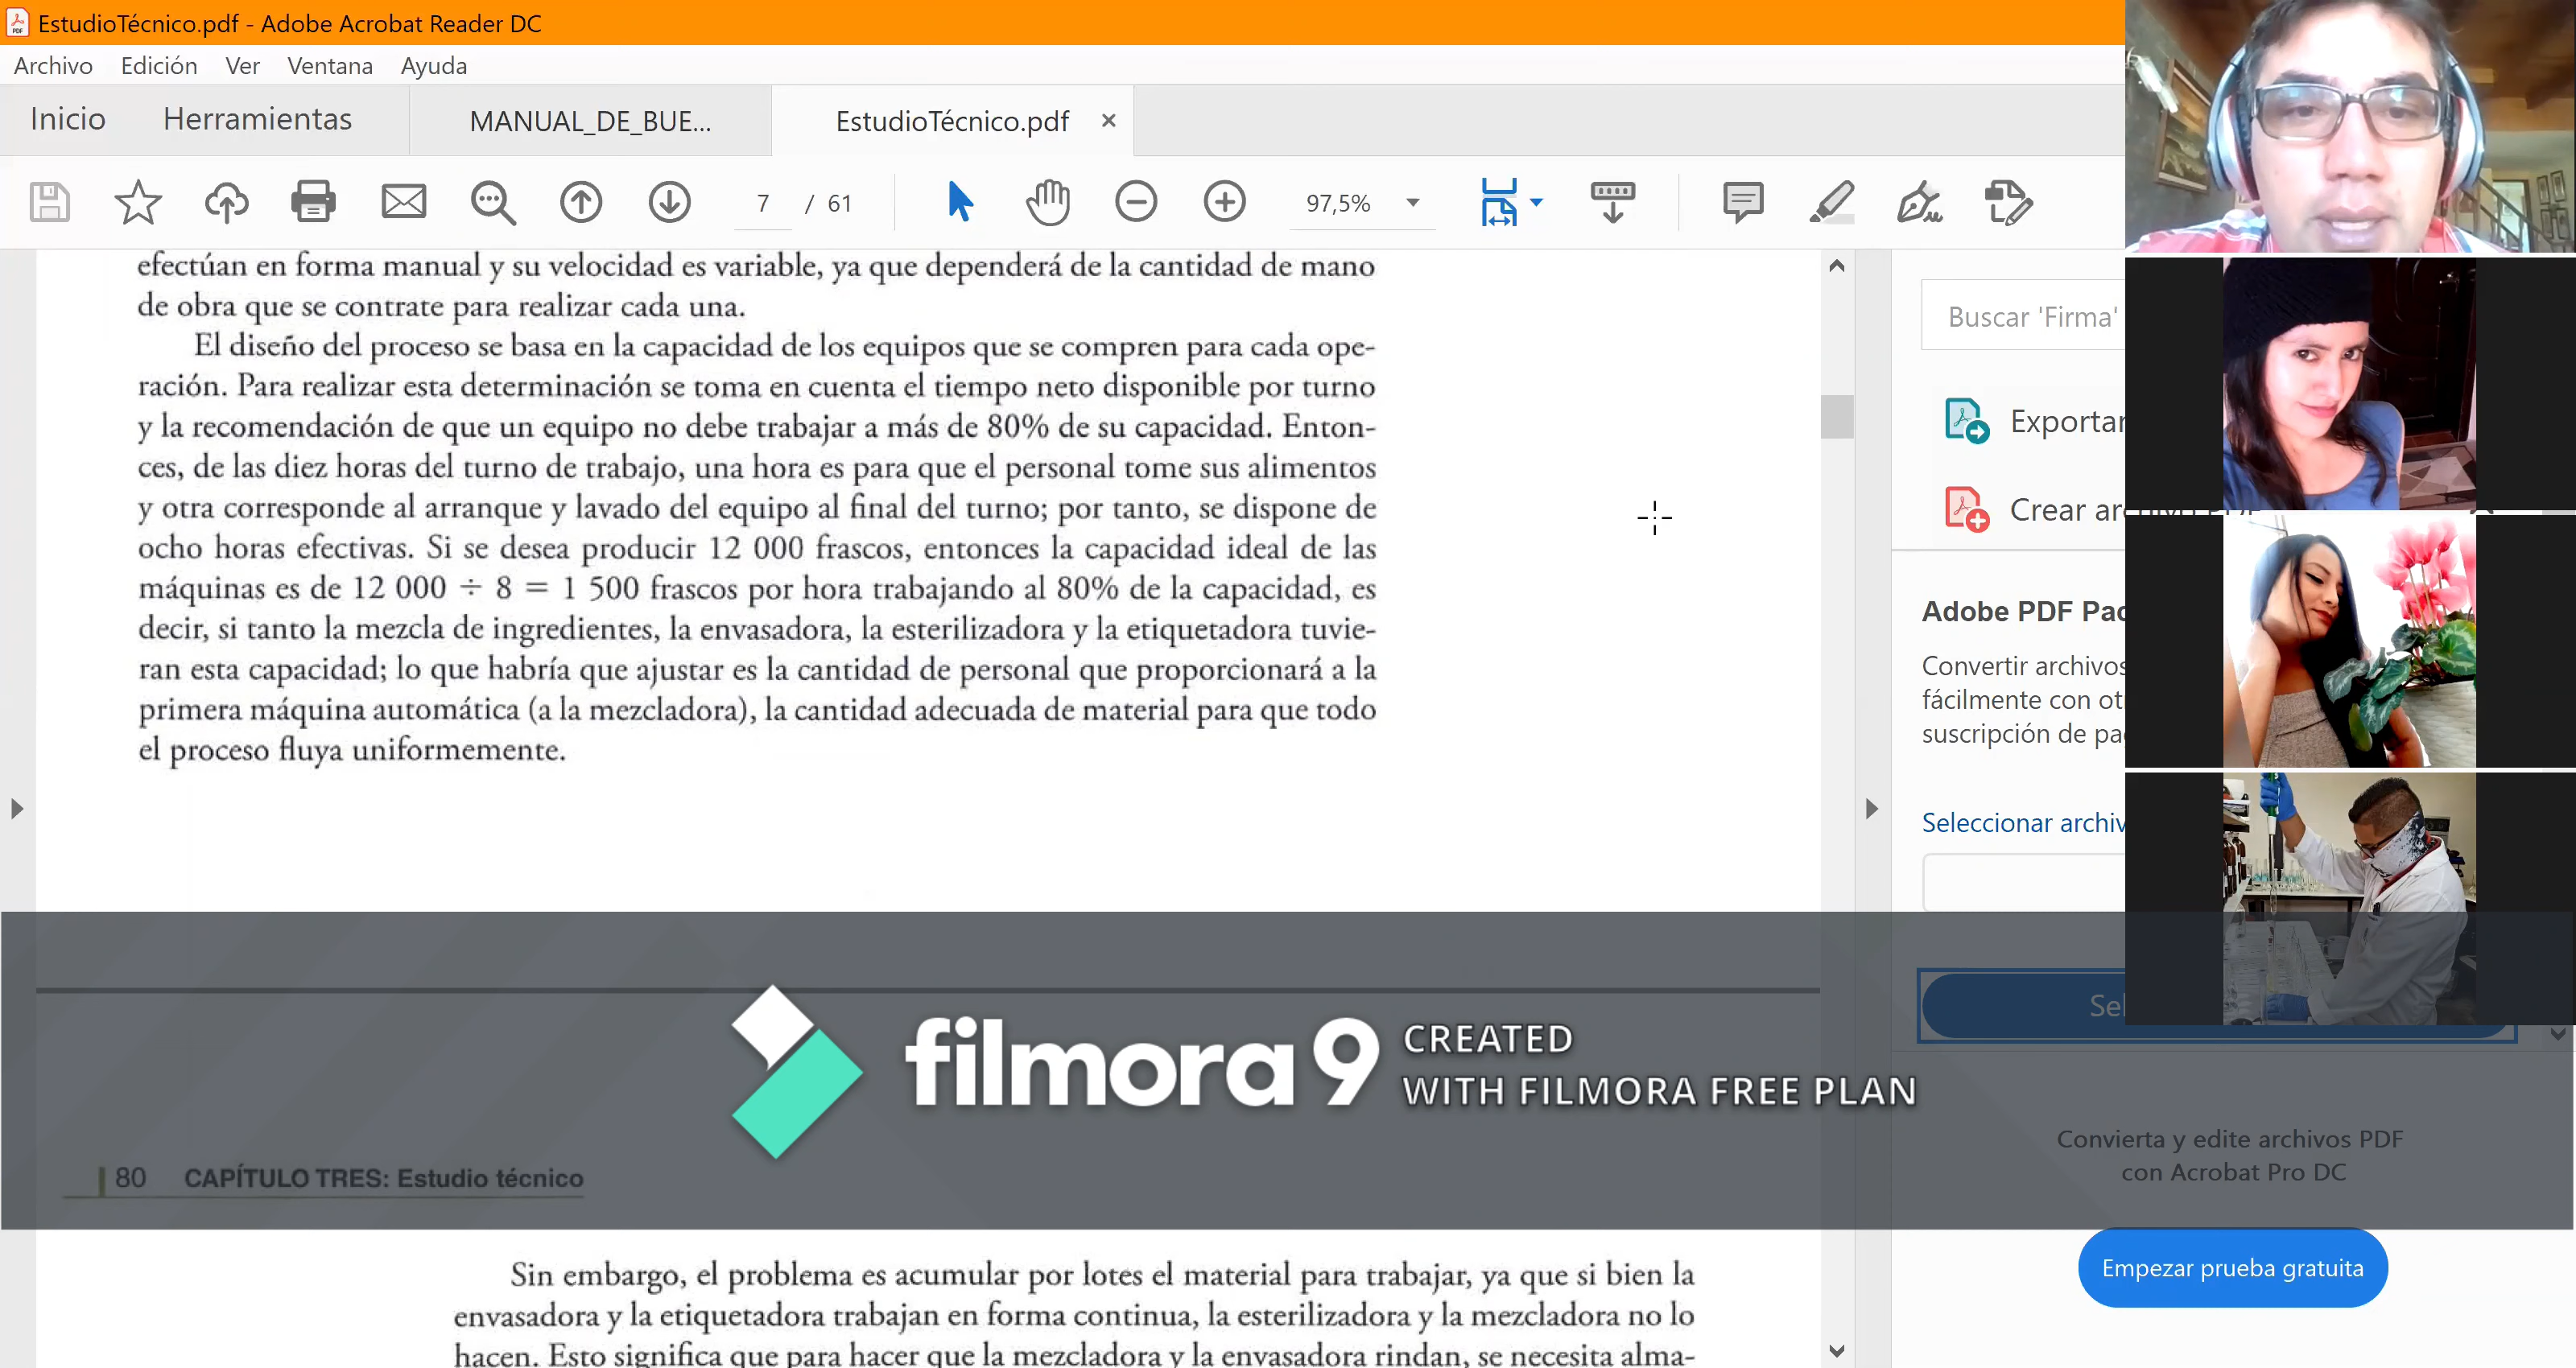 EstudioTécnico.pdf - Adobe Acrobat Reader DC
Archivo Edición Ver Ventana Ayuda
Inicio Herramientas MANUAL_DE_BUE... EstudioTécnico.pdf ×
7 / 61 97,5%
efectúan en forma manual y su velocidad es variable, ya que dependerá de la cantidad de mano
de obra que se contrate para realizar cada una.
El diseño del proceso se basa en la capacidad de los equipos que se compren para cada ope-
ración. Para realizar esta determinación se toma en cuenta el tiempo neto disponible por turno
y la recomendación de que un equipo no debe trabajar a más de 80% de su capacidad. Enton-
ces, de las diez horas del turno de trabajo, una hora es para que el personal tome sus alimentos
y otra corresponde al arranque y lavado del equipo al final del turno; por tanto, se dispone de
ocho horas efectivas. Si se desea producir 12 000 frascos, entonces la capacidad ideal de las
máquinas es de 12 000 ÷ 8 = 1 500 frascos por hora trabajando al 80% de la capacidad, es
decir, si tanto la mezcla de ingredientes, la envasadora, la esterilizadora y la etiquetadora tuvie-
ran esta capacidad; lo que habría que ajustar es la cantidad de personal que proporcionará a la
primera máquina automática (a la mezcladora), la cantidad adecuada de material para que todo
el proceso fluya uniformemente.
80 CAPÍTULO TRES: Estudio técnico
Sin embargo, el problema es acumular por lotes el material para trabajar, ya que si bien la
envasadora y la etiquetadora trabajan en forma continua, la esterilizadora y la mezcladora no lo
hacen. Esto significa que para hacer que la mezcladora y la envasadora rindan, se necesita alma-
Buscar 'Firma'
Exportar
Crear
Adobe PDF Pac
Convertir archivos
fácilmente con
suscripción de
Seleccionar
Sel
Convierta y edite archivos PDF
con Acrobat Pro DC
Empezar prueba gratuita
filmora9 CREATED
WITH FILMORA FREE PLAN